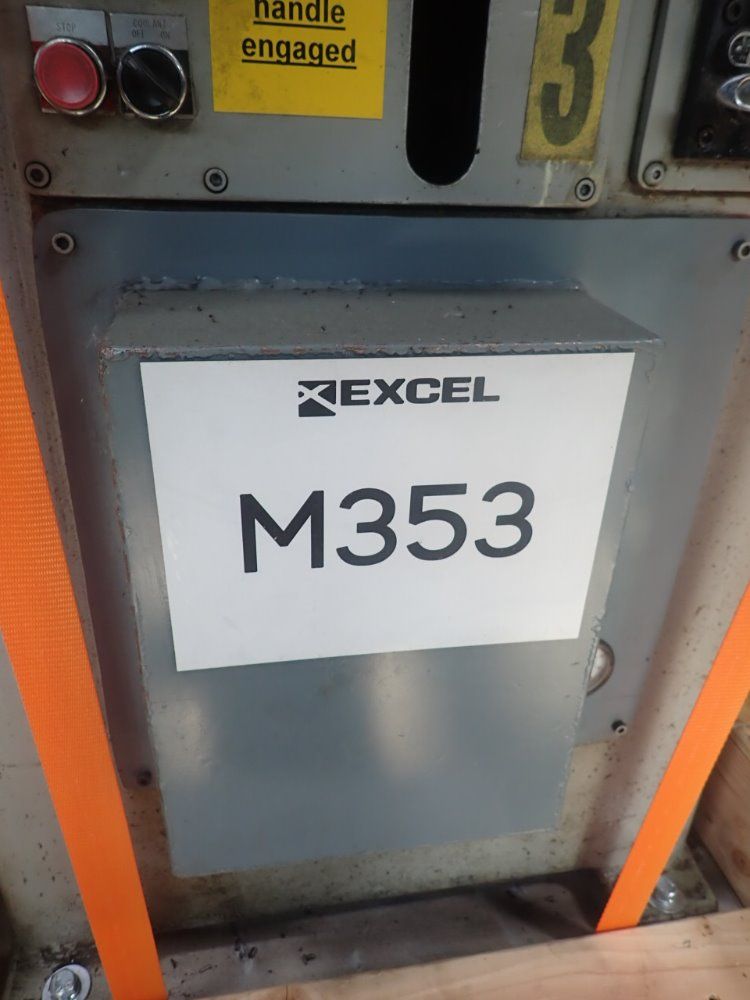 STOP
COOLANT
OFF ON
handle
engaged
3
EXCEL
M353